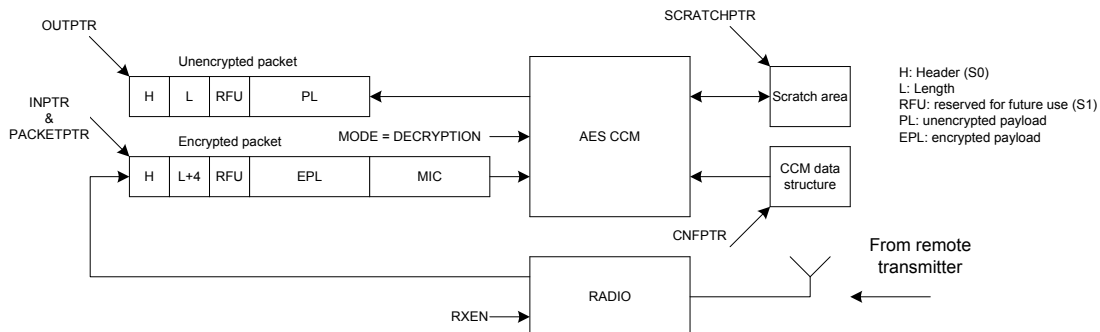 SCRATCHPTR
OUTPTR
Unencrypted packet
H L RFU PL
Scratch area
H: Header (S0)
L: Length
RFU: reserved for future use (S1)
PL: unencrypted payload
EPL: encrypted payload
INPTR
&
PACKETPTR
MODE = DECRYPTION
AES CCM
Encrypted packet
H L+4 RFU EPL MIC
CCM data
structure
CNFPTR
From remote
transmitter
RADIO
RXEN